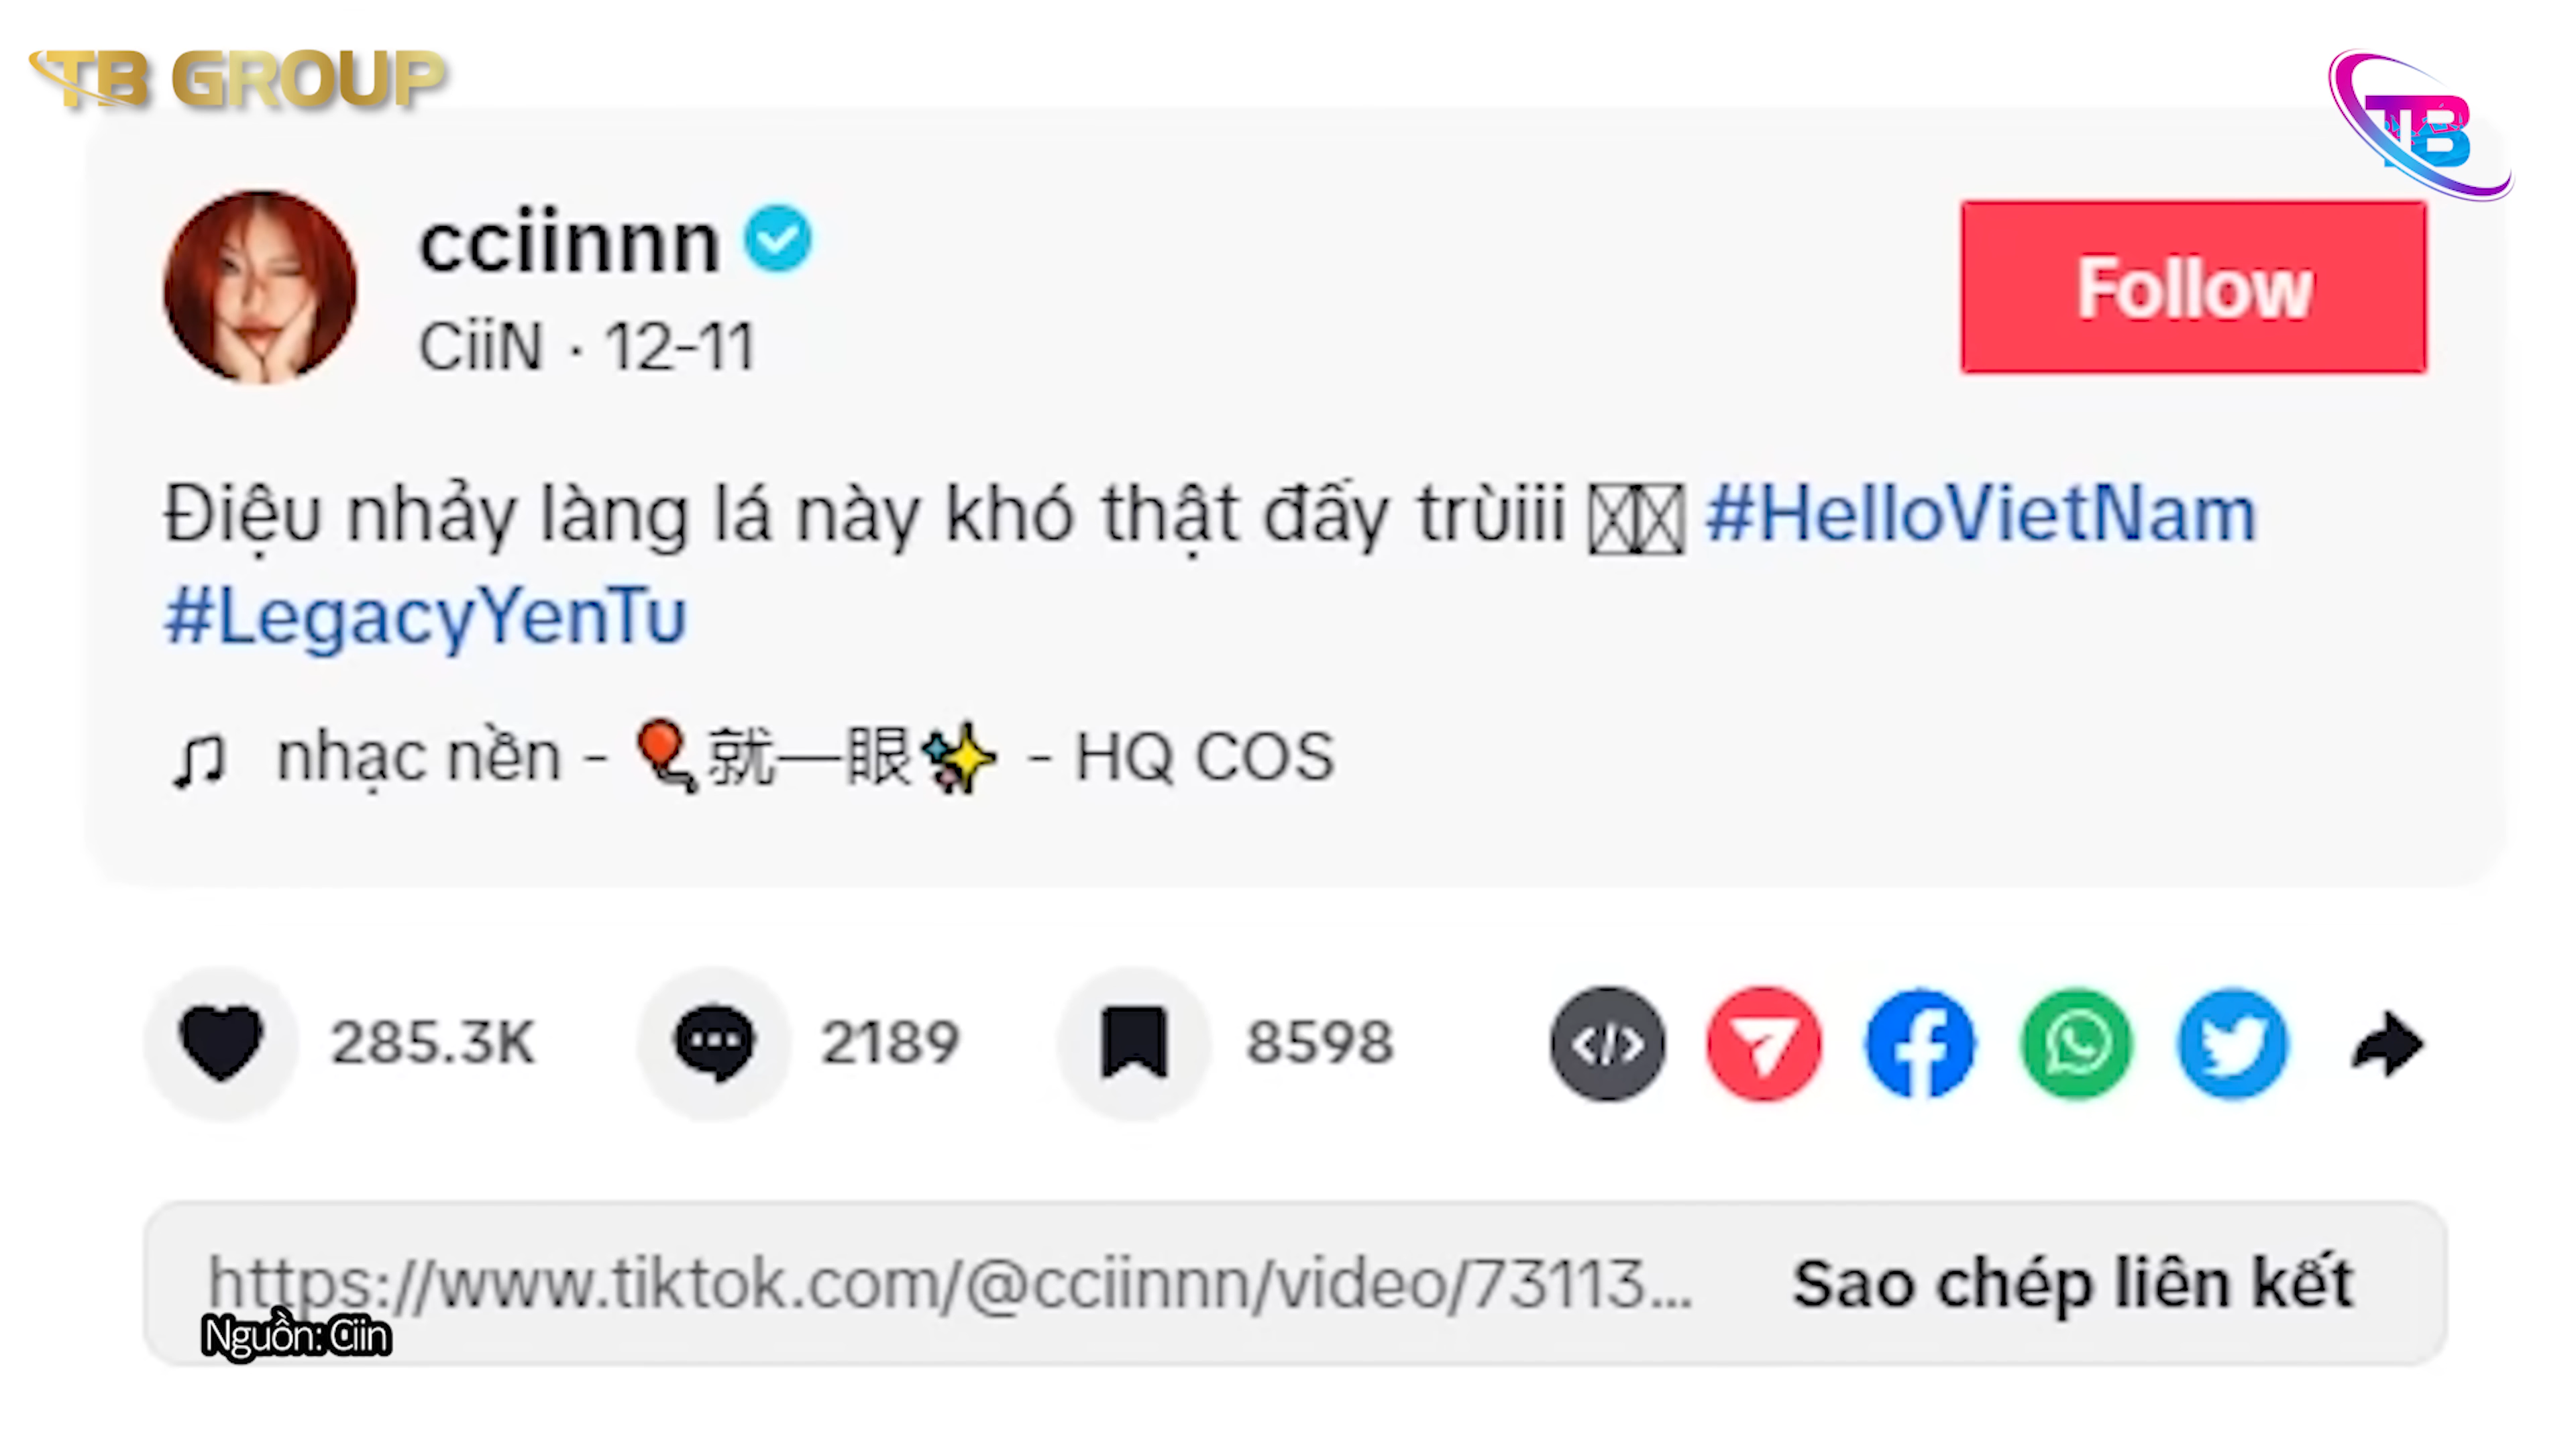 TB GROUP
TB
cciinnn
CiiN · 12-11
Follow
Điệu nhảy làng lá này khó thật đấy trùiii #HelloVietNam
#LegacyYenTu
nhạc nền - 🎈就一眼✨ - HQ COS
285.3K
2189
8598
https://www.tiktok.com/@cciinnn/video/73113...
Sao chép liên kết
Nguồn: Ciin